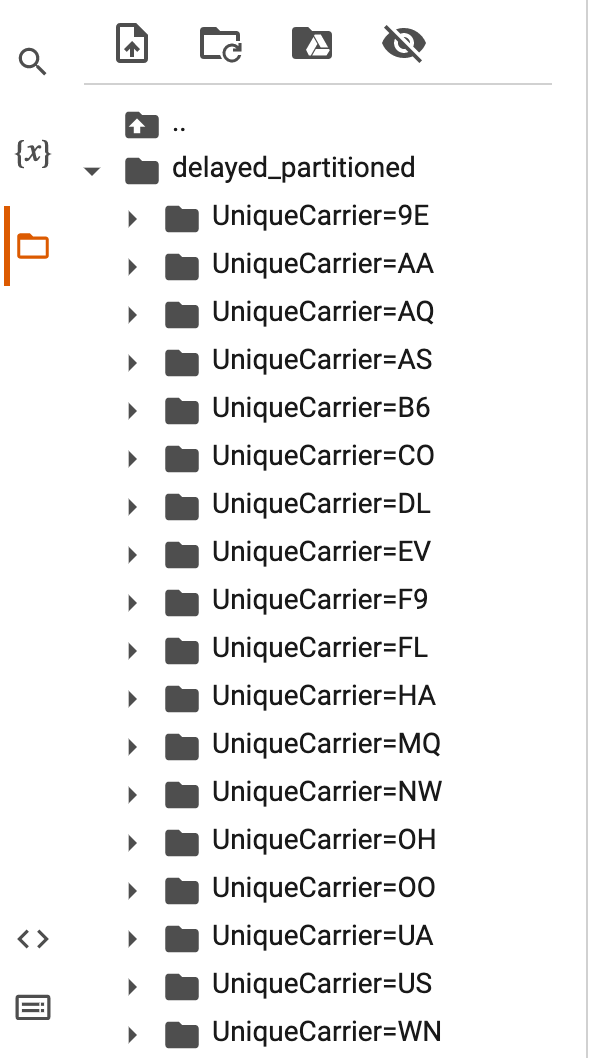 {x}
..
delayed_partitioned
UniqueCarrier=9E
UniqueCarrier=AA
UniqueCarrier=AQ
UniqueCarrier=AS
UniqueCarrier=B6
UniqueCarrier=CO
UniqueCarrier=DL
UniqueCarrier=EV
UniqueCarrier=F9
UniqueCarrier=FL
UniqueCarrier=HA
UniqueCarrier=MQ
UniqueCarrier=NW
UniqueCarrier=OH
UniqueCarrier=OO
UniqueCarrier=UA
UniqueCarrier=US
UniqueCarrier=WN